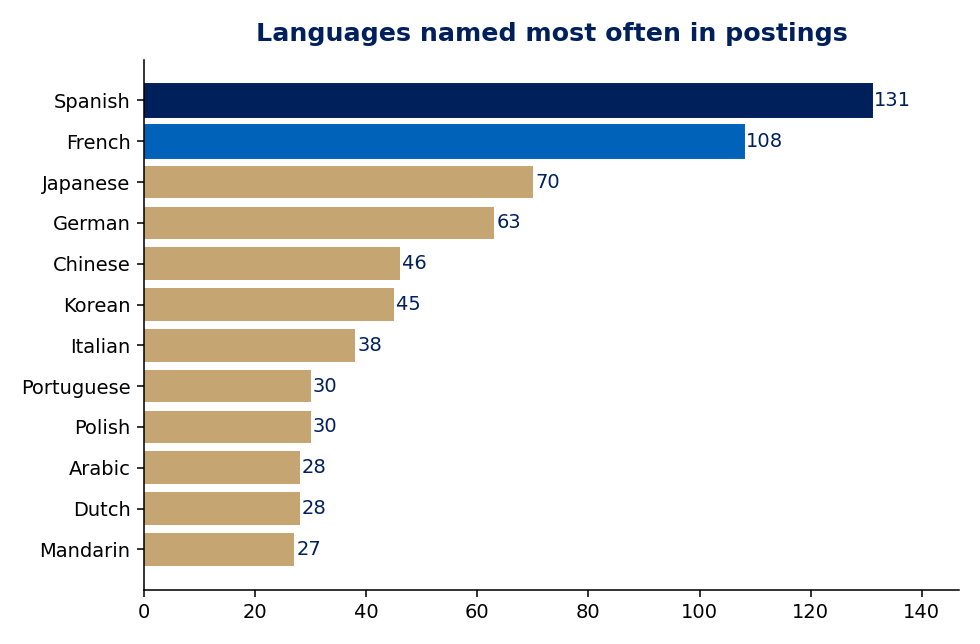 Languages named most often in postings
Spanish 131
French 108
Japanese 70
German 63
Chinese 46
Korean 45
Italian 38
Portuguese 30
Polish 30
Arabic 28
Dutch 28
Mandarin 27
0 20 40 60 80 100 120 140